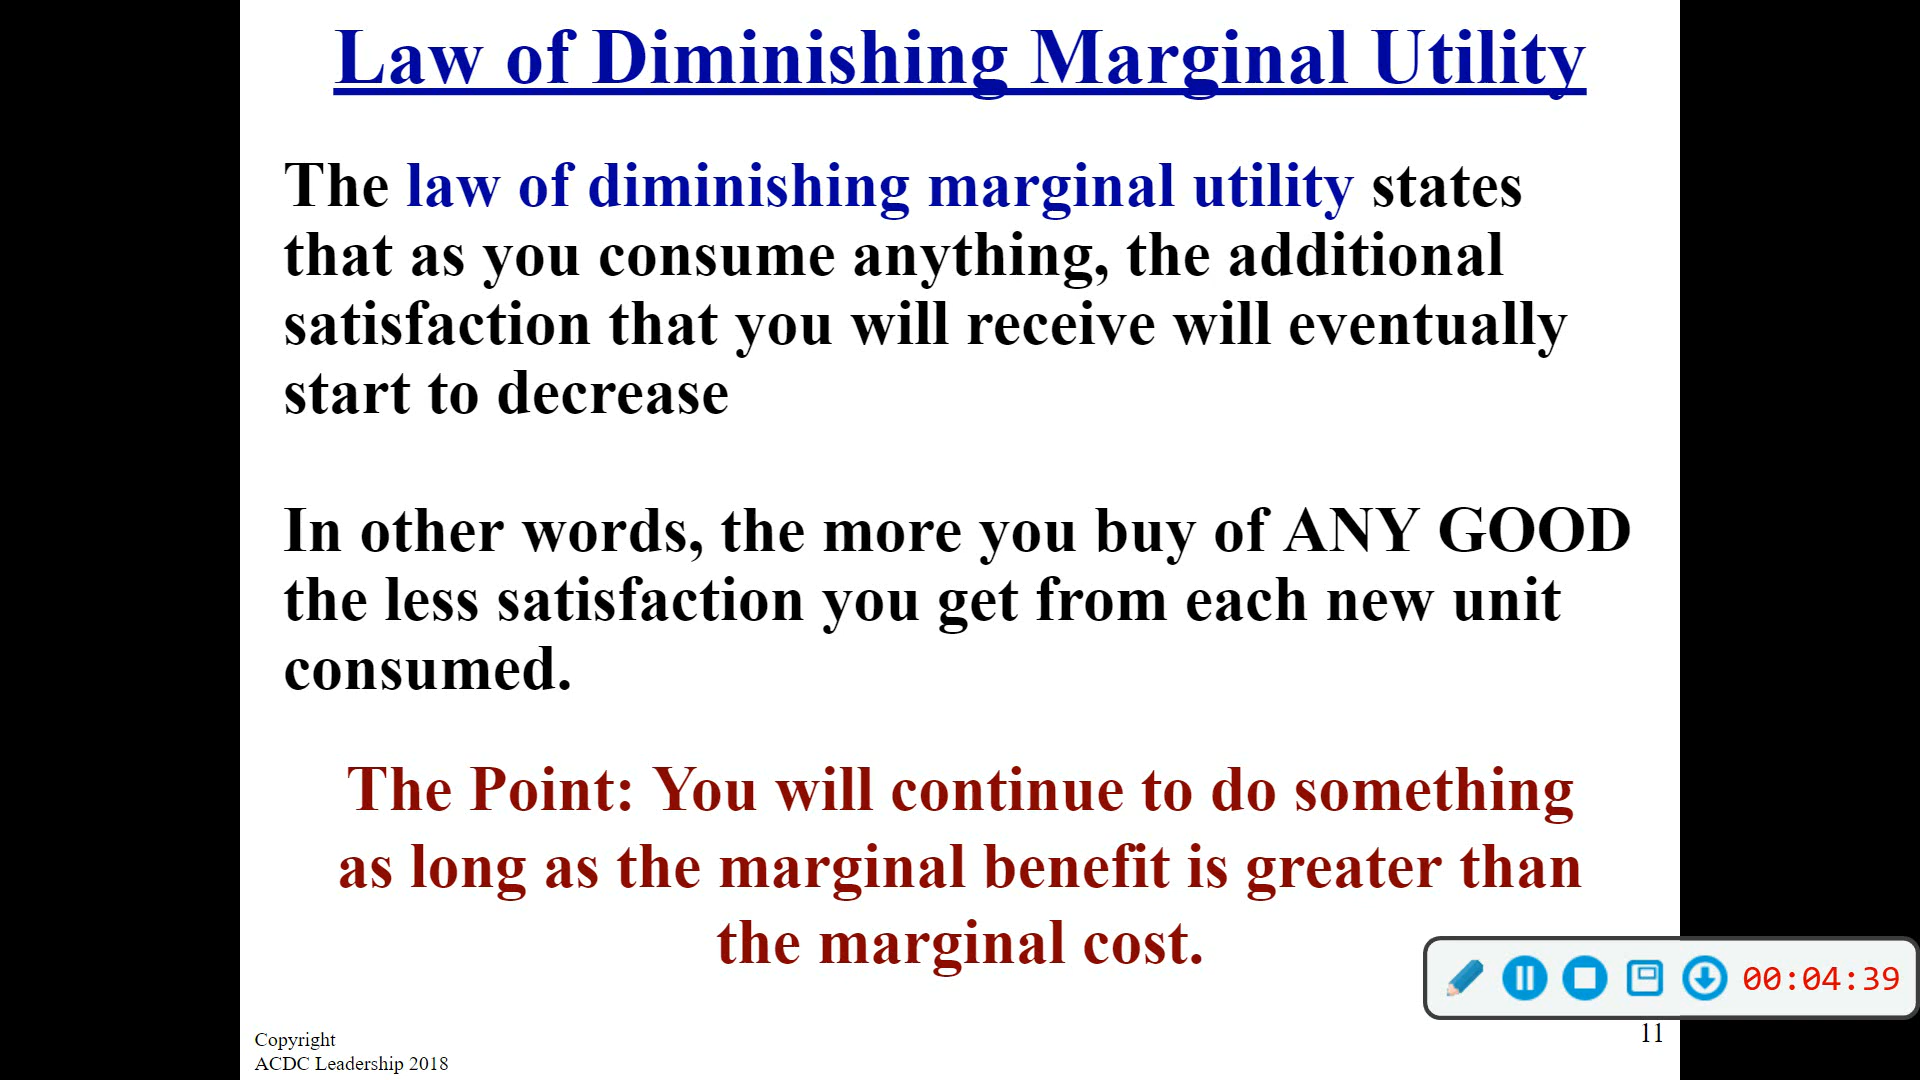 Law of Diminishing Marginal Utility
The law of diminishing marginal utility states
that as you consume anything, the additional
satisfaction that you will receive will eventually
start to decrease
In other words, the more you buy of ANY GOOD
the less satisfaction you get from each new unit
consumed.
The Point: You will continue to do something
as long as the marginal benefit is greater than
the marginal cost.
00:04:39
Copyright
ACDC Leadership 2018
11